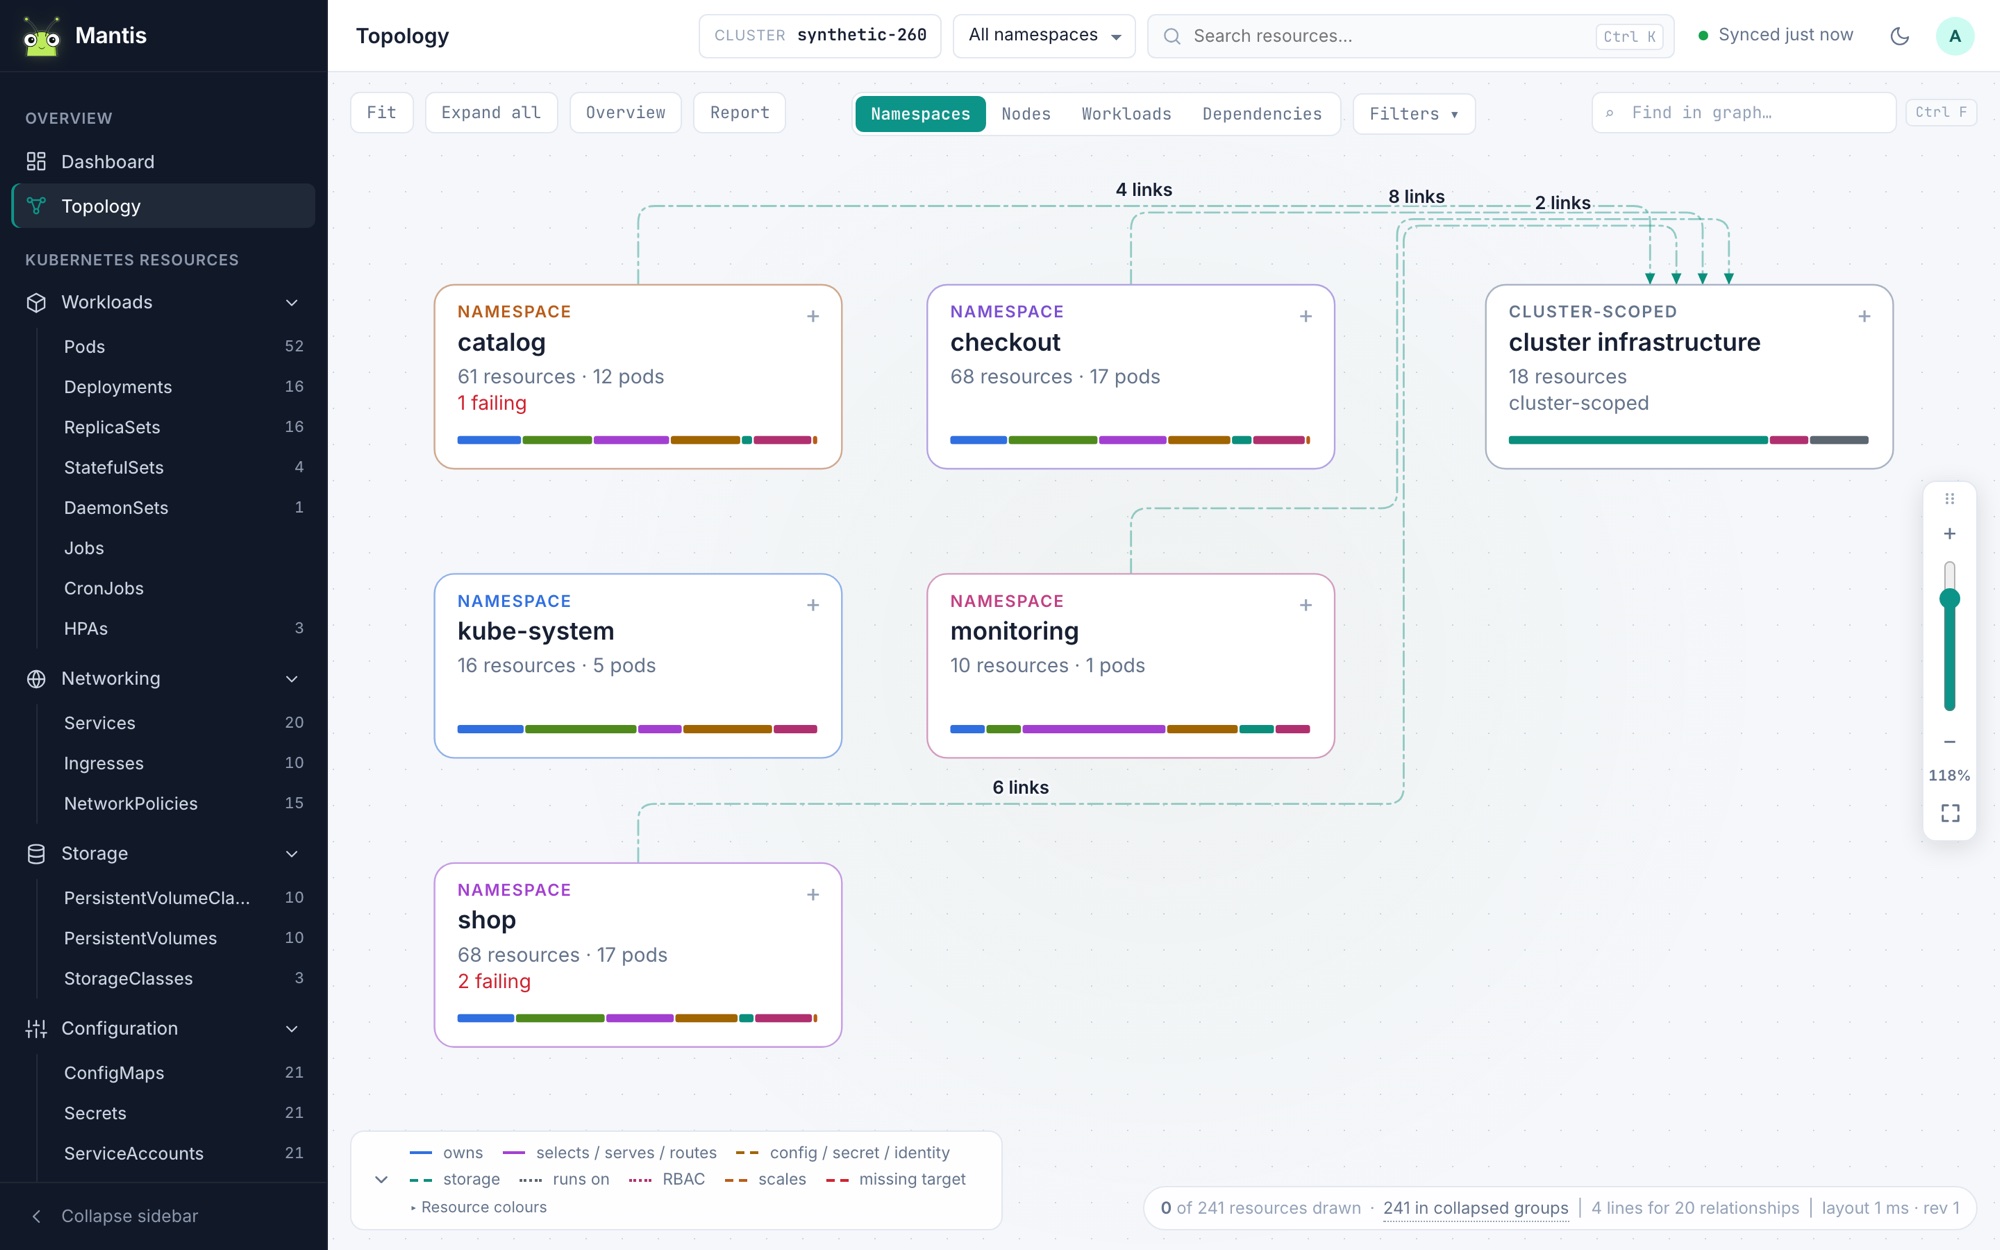 Mantis
OVERVIEW
Dashboard
Topology
KUBERNETES RESOURCES
Workloads
Pods 52
Deployments 16
ReplicaSets 16
StatefulSets 4
DaemonSets 1
Jobs
CronJobs
HPAs 3
Networking
Services 20
Ingresses 10
NetworkPolicies 15
Storage
PersistentVolumeCla... 10
PersistentVolumes 10
StorageClasses 3
Configuration
ConfigMaps 21
Secrets 21
ServiceAccounts 21
Collapse sidebar
Topology
CLUSTER synthetic-260
All namespaces
Search resources... Ctrl K
Synced just now
A
Fit
Expand all
Overview
Report
Namespaces
Nodes
Workloads
Dependencies
Filters ▾
Find in graph…
Ctrl F
4 links
8 links
2 links
NAMESPACE +
catalog
61 resources · 12 pods
1 failing
NAMESPACE +
checkout
68 resources · 17 pods
CLUSTER-SCOPED +
cluster infrastructure
18 resources
cluster-scoped
NAMESPACE +
kube-system
16 resources · 5 pods
NAMESPACE +
monitoring
10 resources · 1 pods
6 links
NAMESPACE +
shop
68 resources · 17 pods
2 failing
+
−
118%
owns selects / serves / routes config / secret / identity
storage runs on RBAC scales missing target
▸ Resource colours
0 of 241 resources drawn · 241 in collapsed groups | 4 lines for 20 relationships | layout 1 ms · rev 1